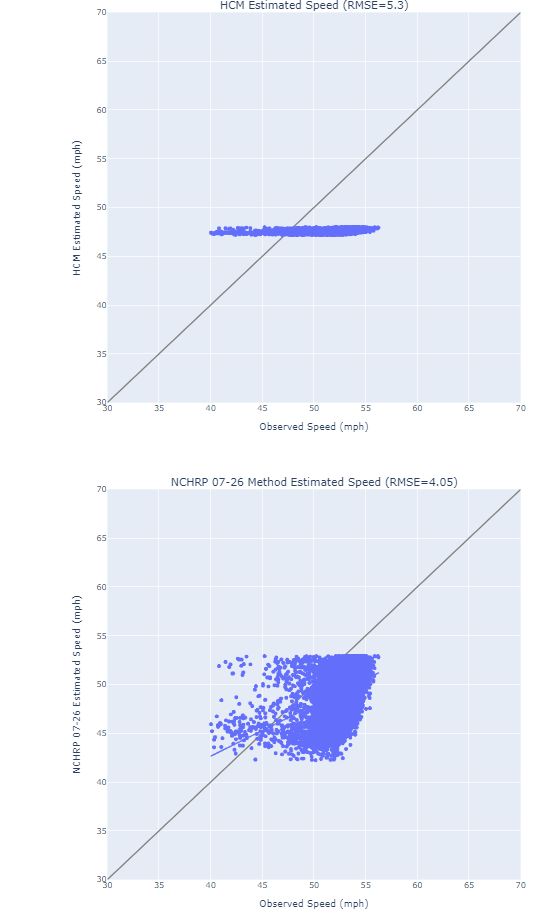 HCM Estimated Speed (RMSE=5.3)
70
65
60
55
50
45
40
35
30
HCM Estimated Speed (mph)
30 35 40 45 50 55 60 65 70
Observed Speed (mph)
NCHRP 07-26 Method Estimated Speed (RMSE=4.05)
70
65
60
55
50
45
40
35
30
NCHRP 07-26 Estimated Speed (mph)
30 35 40 45 50 55 60 65 70
Observed Speed (mph)